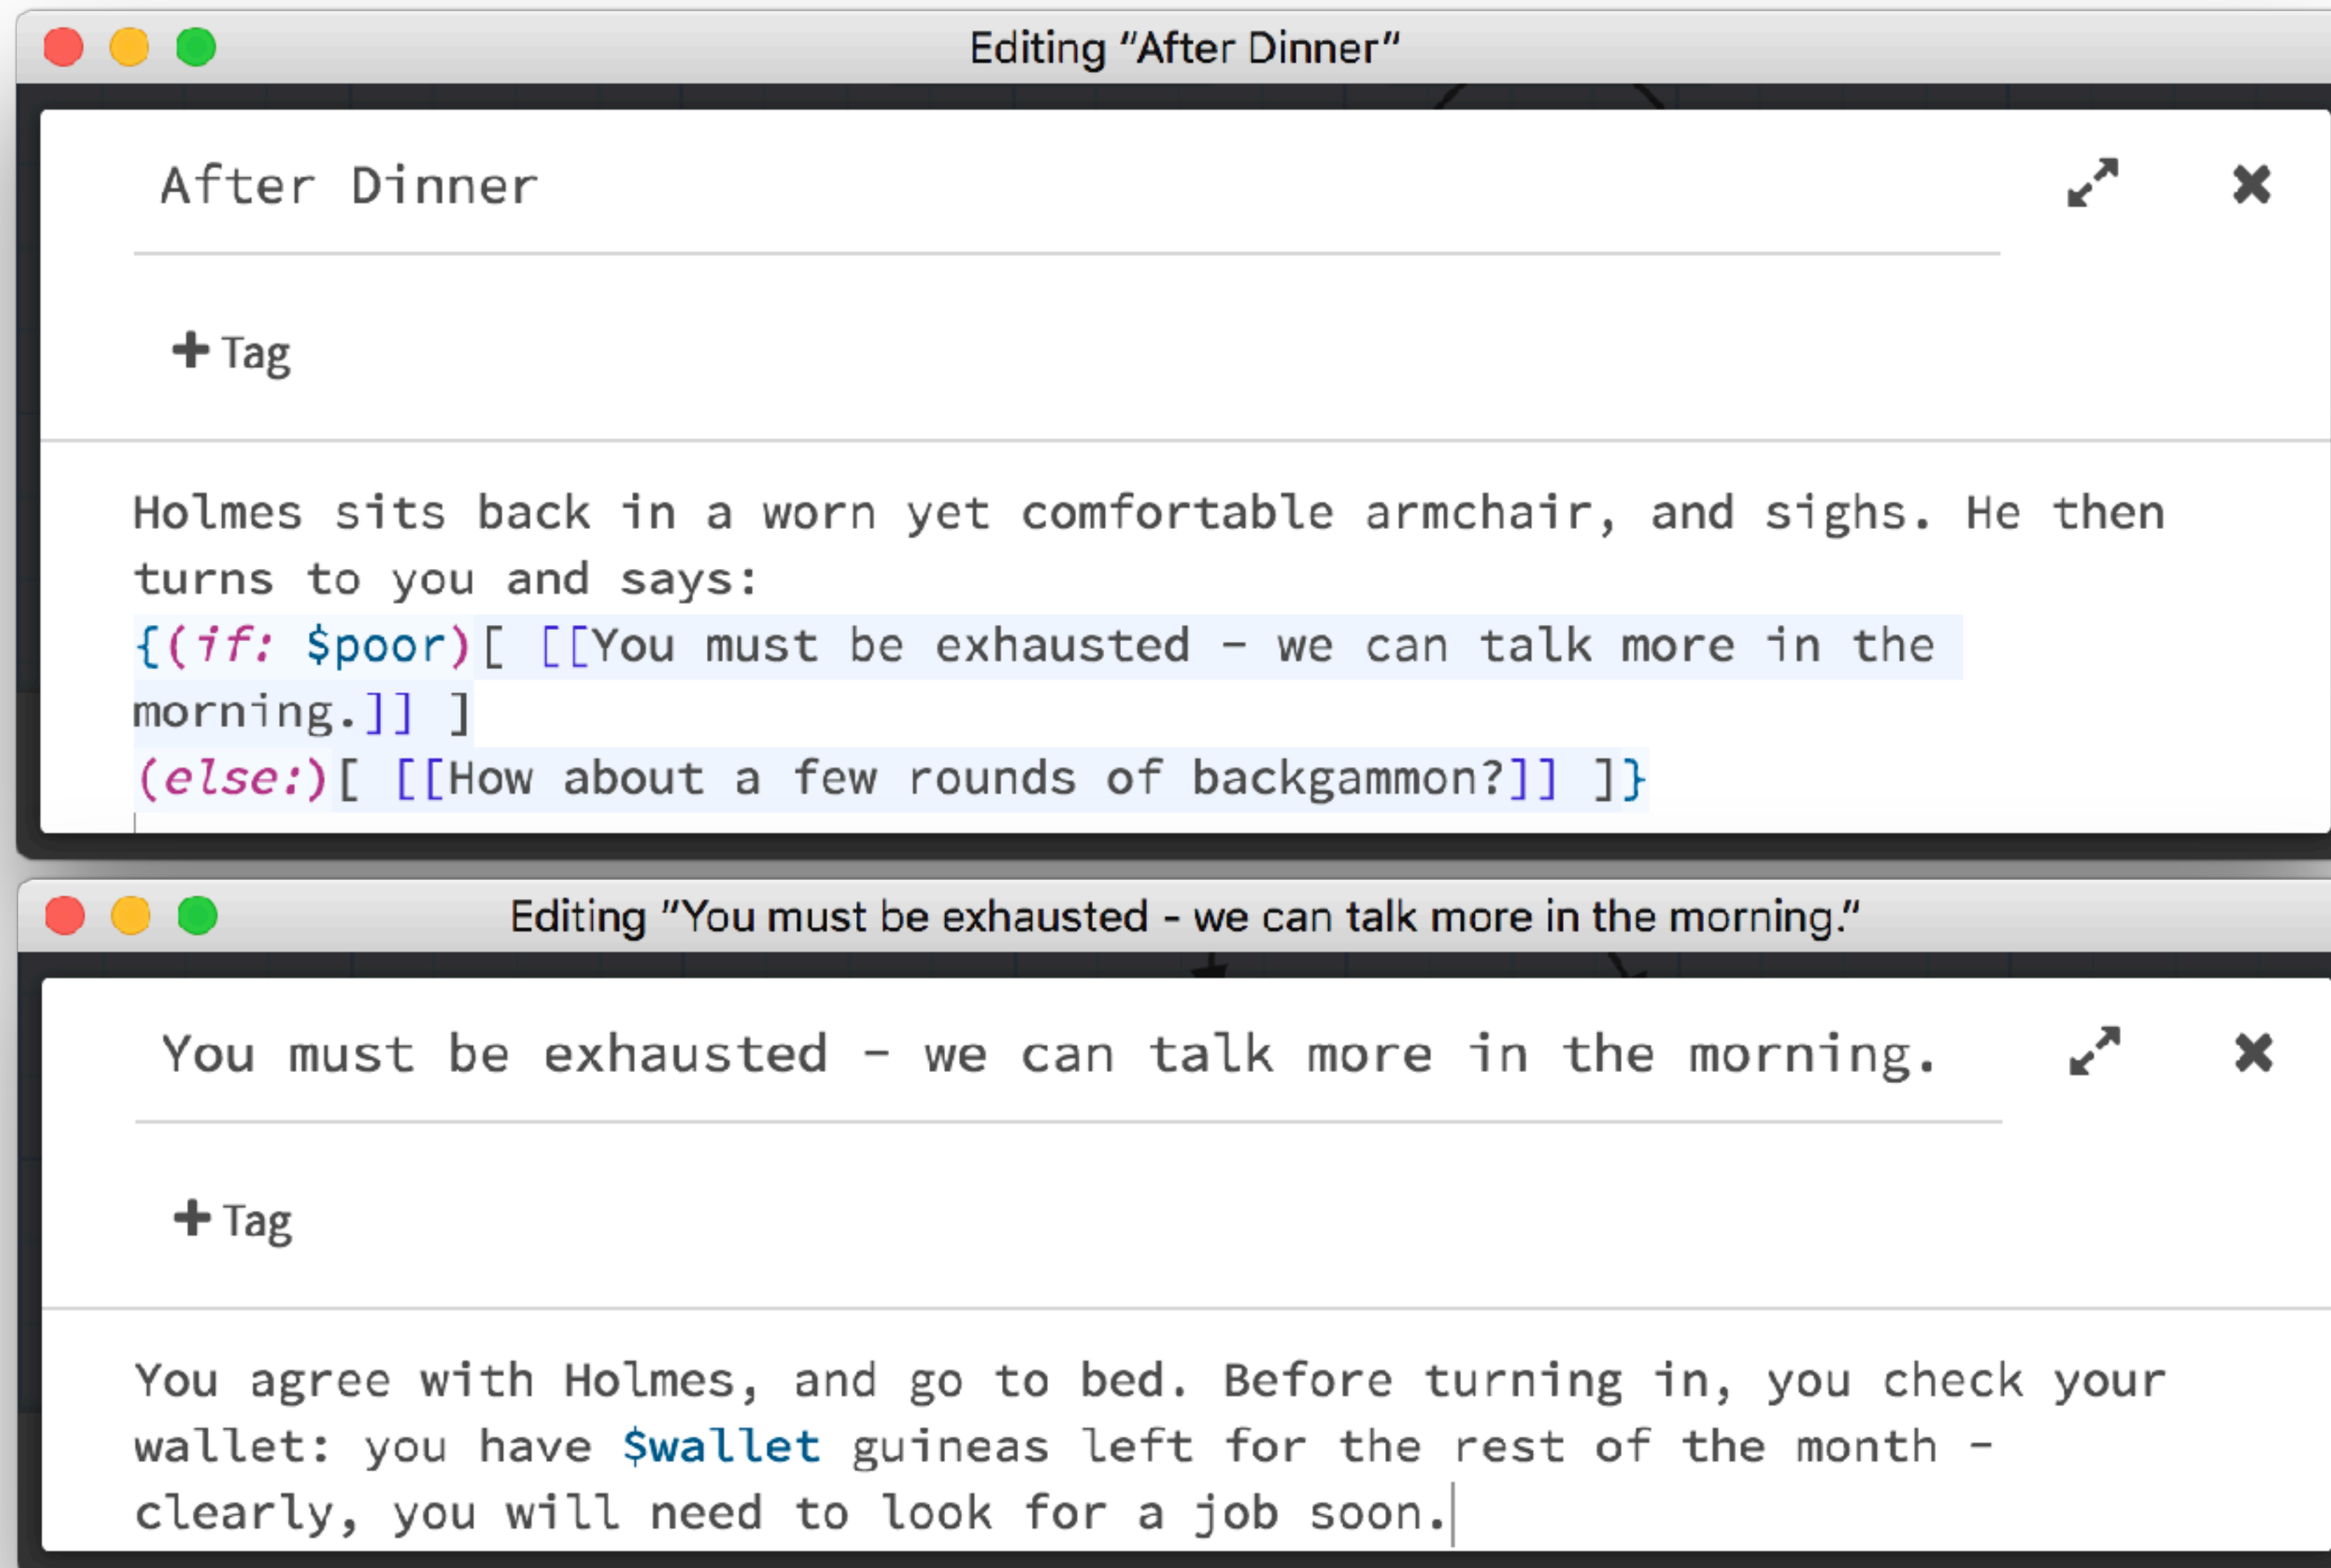 Editing “After Dinner”
After Dinner
+ Tag
Holmes sits back in a worn yet comfortable armchair, and sighs. He then
turns to you and says:
{(if: $poor)[ [[You must be exhausted – we can talk more in the
morning.]] ]
(else:)[ [[How about a few rounds of backgammon?]] ]}
Editing “You must be exhausted - we can talk more in the morning.”
You must be exhausted – we can talk more in the morning.
+ Tag
You agree with Holmes, and go to bed. Before turning in, you check your
wallet: you have $wallet guineas left for the rest of the month –
clearly, you will need to look for a job soon.